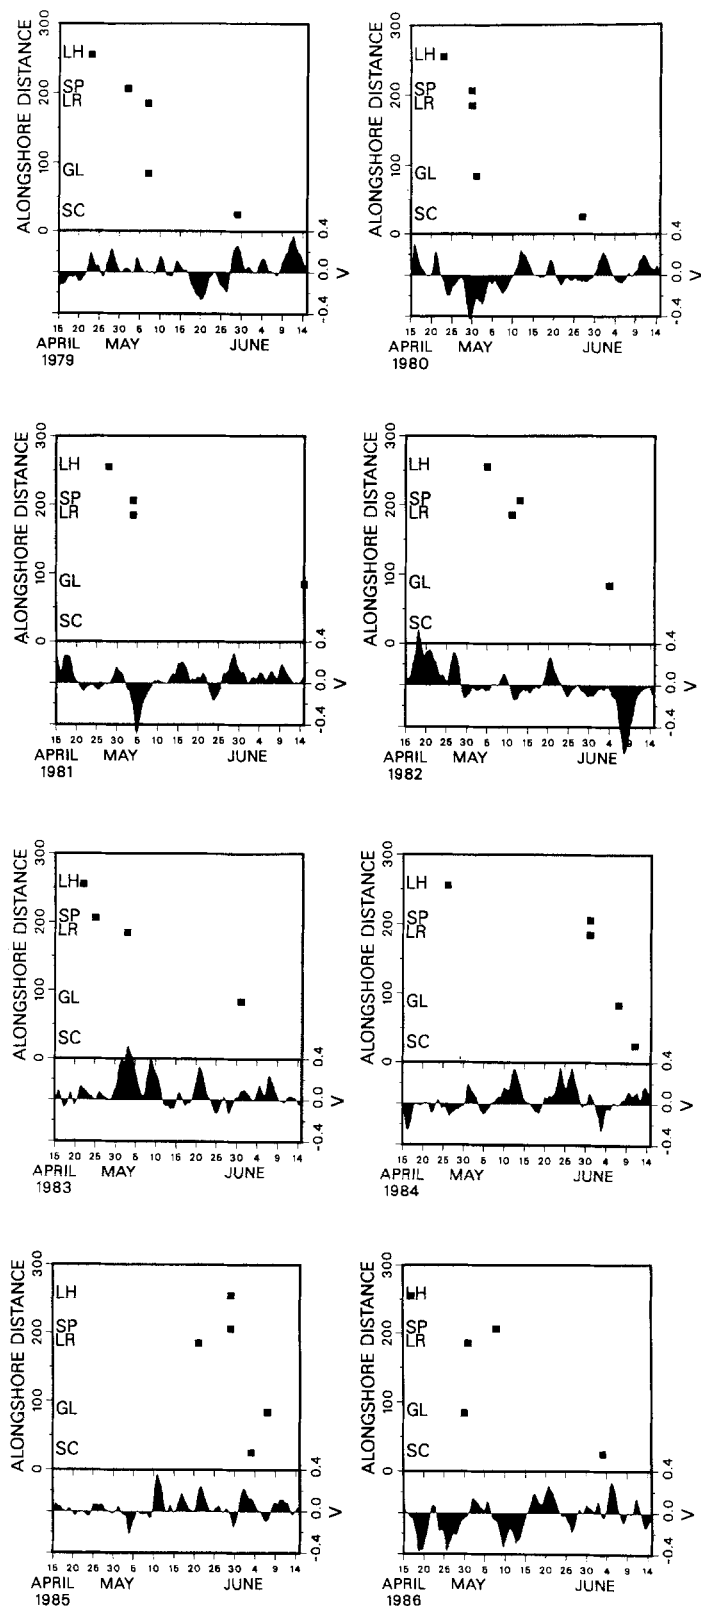 300
200
100
0
ALONGSHORE DISTANCE
LH
SP
LR
GL
SC
0.4
0.0
-0.4
V
15 20 25 30 5 10 15 20 25 30 4 9 14
APRIL MAY JUNE
1979
300
200
100
0
ALONGSHORE DISTANCE
LH
SP
LR
GL
SC
0.4
0.0
-0.4
V
15 20 25 30 5 10 15 20 25 30 4 9 14
APRIL MAY JUNE
1980
300
200
100
0
ALONGSHORE DISTANCE
LH
SP
LR
GL
SC
0.4
0.0
-0.4
V
15 20 25 30 5 10 15 20 25 30 4 9 14
APRIL MAY JUNE
1981
300
200
100
0
ALONGSHORE DISTANCE
LH
SP
LR
GL
SC
0.4
0.0
-0.4
V
15 20 25 30 5 10 15 20 25 30 4 9 14
APRIL MAY JUNE
1982
300
200
100
0
ALONGSHORE DISTANCE
LH
SP
LR
GL
SC
0.4
0.0
-0.4
V
15 20 25 30 5 10 15 20 25 30 4 9 14
APRIL MAY JUNE
1983
300
200
100
0
ALONGSHORE DISTANCE
LH
SP
LR
GL
SC
0.4
0.0
-0.4
V
15 20 25 30 5 10 15 20 25 30 4 9 14
APRIL MAY JUNE
1984
300
200
100
0
ALONGSHORE DISTANCE
LH
SP
LR
GL
SC
0.4
0.0
-0.4
V
15 20 25 30 5 10 15 20 25 30 4 9 14
APRIL MAY JUNE
1985
300
200
100
0
ALONGSHORE DISTANCE
LH
SP
LR
GL
SC
0.4
0.0
-0.4
V
15 20 25 30 5 10 15 20 25 30 4 9 14
APRIL MAY JUNE
1986